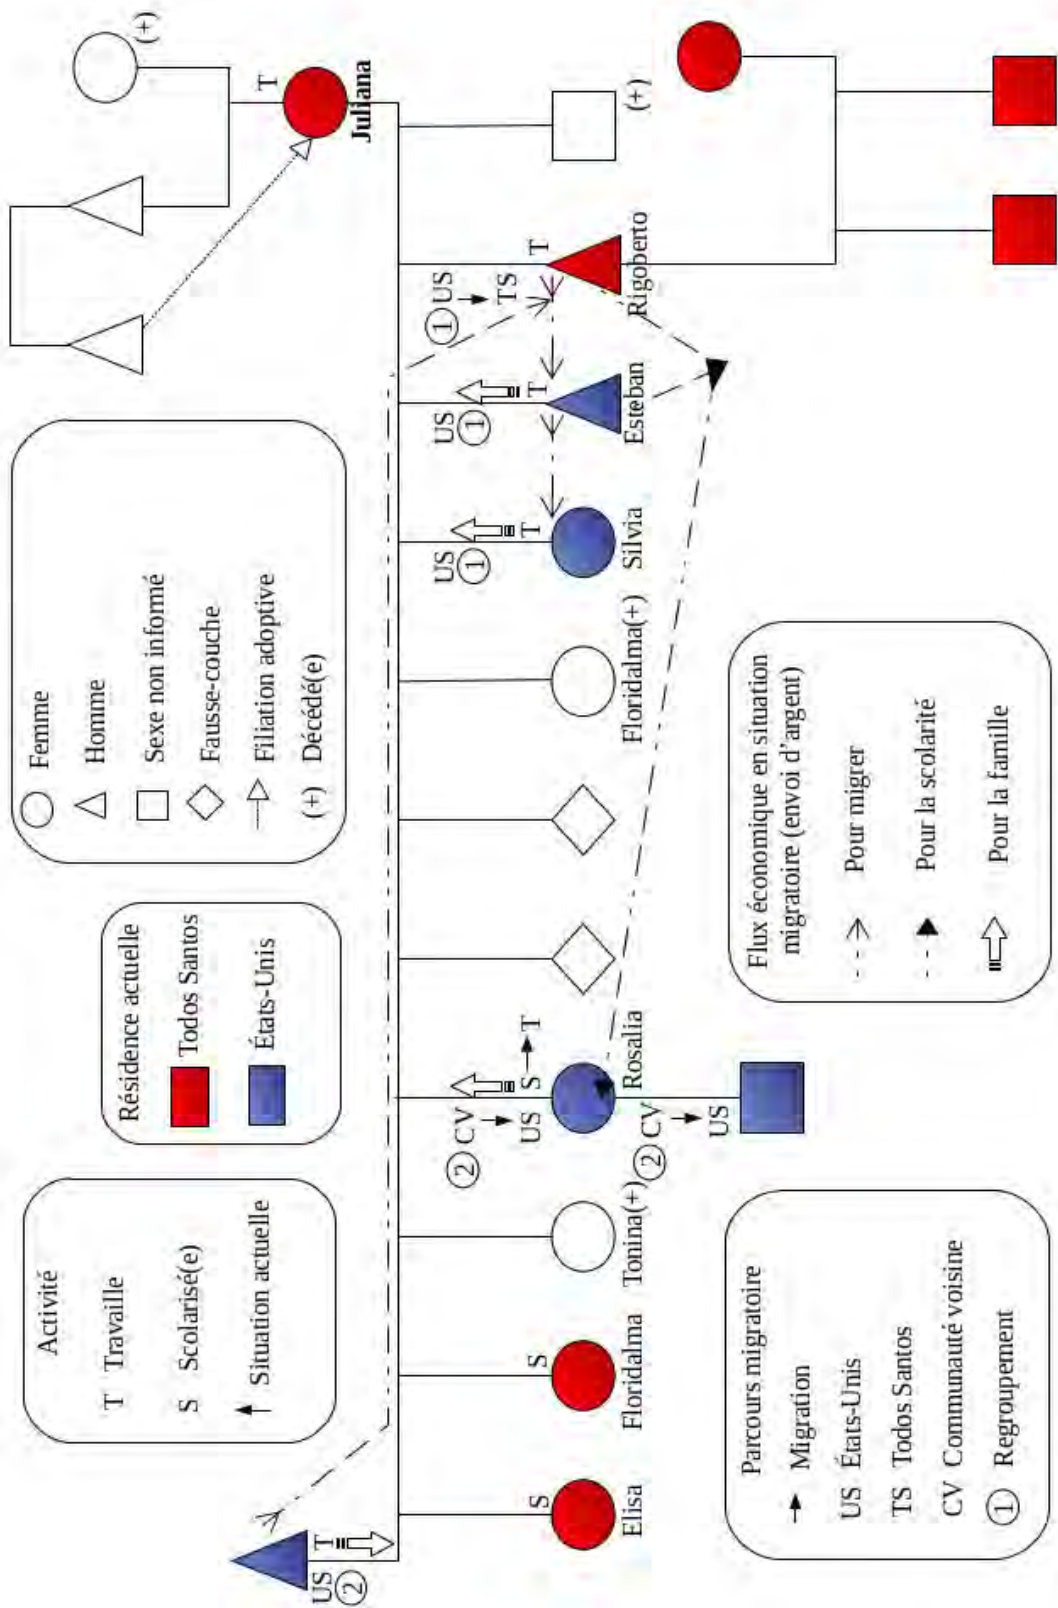 (+)
T
Juliana
US
②
T
S
Elisa
S
Floridalma
Tonina(+)
② CV
US
S
T
Rosalia
② CV
US
Floridalma(+)
US
①
T
Silvia
US
①
T
Esteban
① US
TS
T
Rigoberto
(+)
Activité
T Travaille
S Scolarisé(e)
Situation actuelle
Résidence actuelle
Todos Santos
États-Unis
Femme
Homme
Sexe non informé
Fausse-couche
Filiation adoptive
(+) Décédé(e)
Parcours migratoire
Migration
US États-Unis
TS Todos Santos
CV Communauté voisine
① Regroupement
Flux économique en situation
migratoire (envoi d'argent)
Pour migrer
Pour la scolarité
Pour la famille